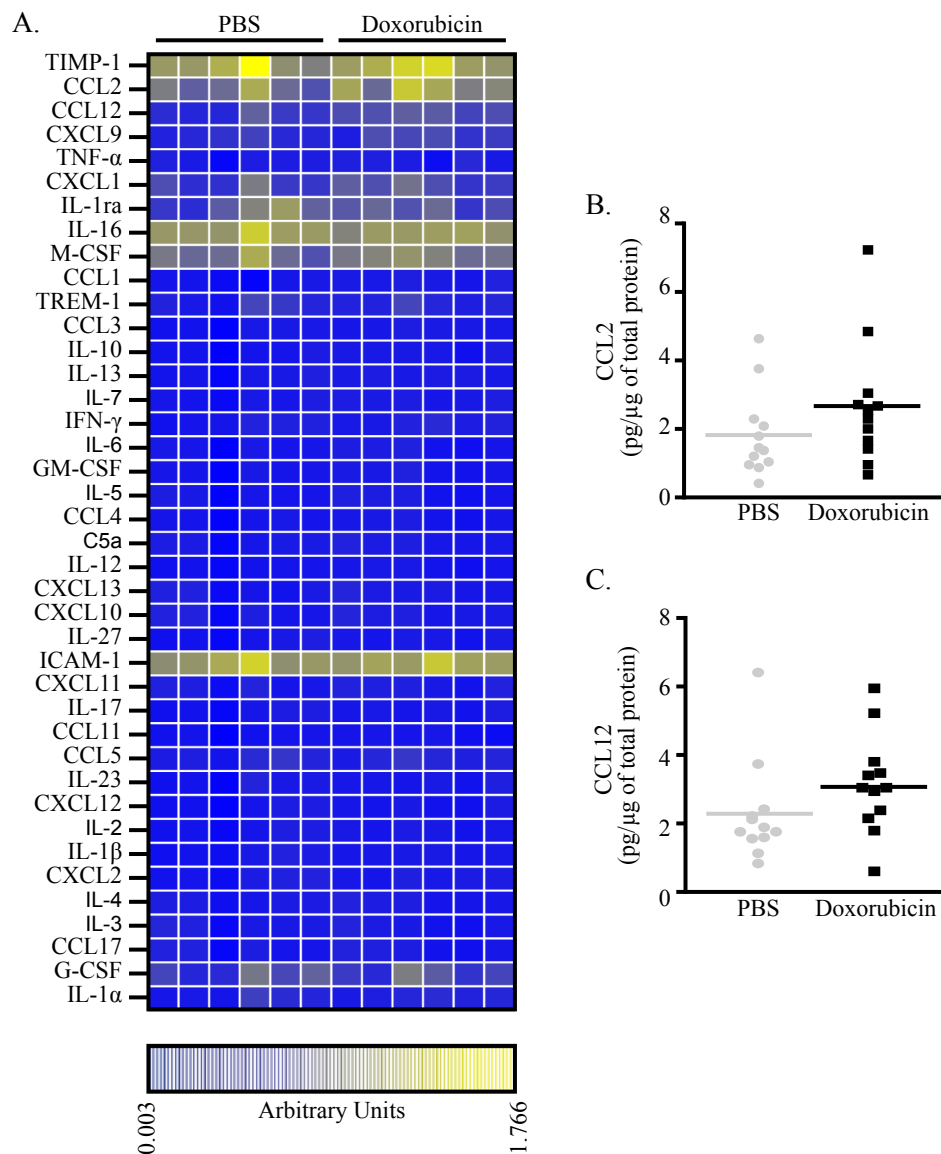 A.
PBS Doxorubicin
TIMP-1
CCL2
CCL12
CXCL9
TNF-α
CXCL1
IL-1ra
IL-16
M-CSF
CCL1
TREM-1
CCL3
IL-10
IL-13
IL-7
IFN-γ
IL-6
GM-CSF
IL-5
CCL4
C5a
IL-12
CXCL13
CXCL10
IL-27
ICAM-1
CXCL11
IL-17
CCL11
CCL5
IL-23
CXCL12
IL-2
IL-1β
CXCL2
IL-4
IL-3
CCL17
G-CSF
IL-1α
0.003
Arbitrary Units
1.766
B.
CCL2
(pg/µg of total protein)
8
6
4
2
0
PBS Doxorubicin
C.
CCL12
(pg/µg of total protein)
8
6
4
2
0
PBS Doxorubicin